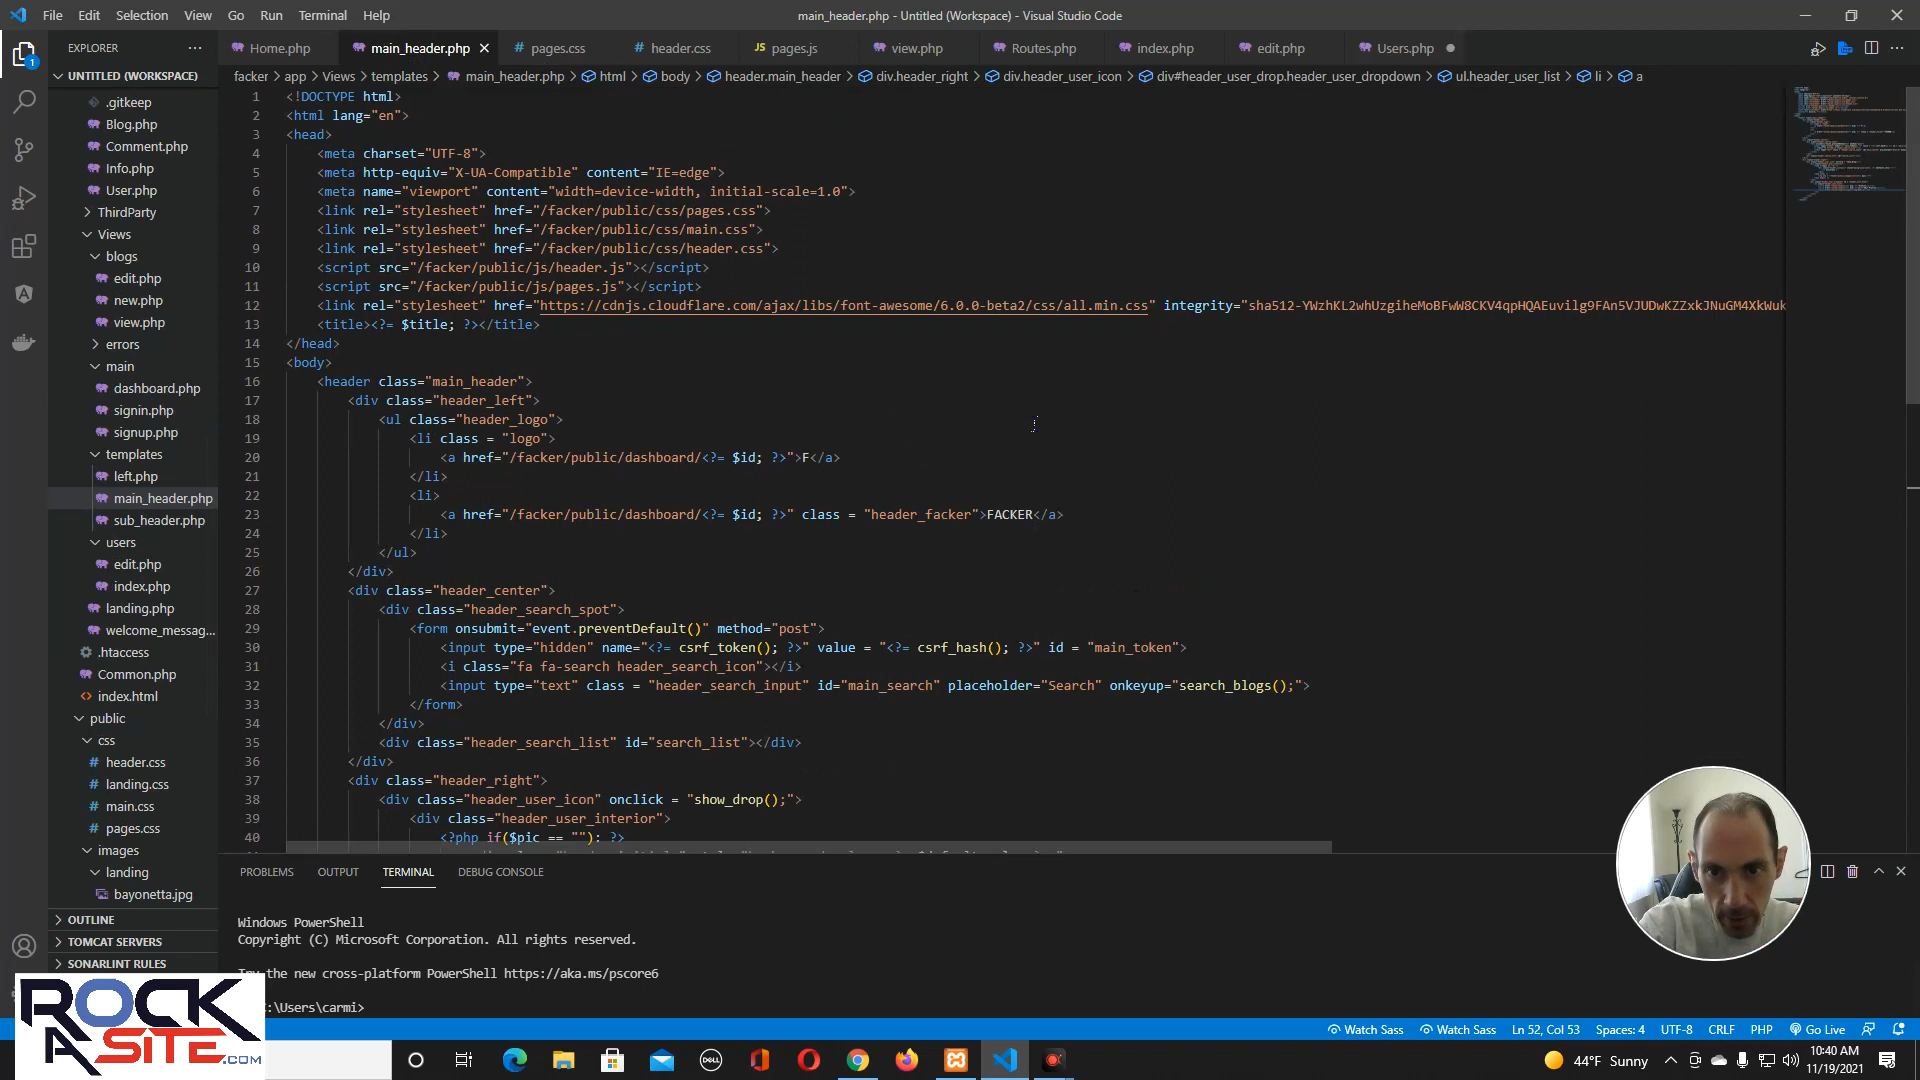 File Edit Selection View Go Run Terminal Help
main_header.php - Untitled (Workspace) - Visual Studio Code
EXPLORER
Home.php main_header.php pages.css header.css pages.js view.php Routes.php index.php edit.php Users.php
UNTITLED (WORKSPACE)
facker > app > Views > templates > main_header.php > html > body > header.main_header > div.header_right > div.header_user_icon > div#header_user_drop.header_user_dropdown > ul.header_user_list > li > a
1
.gitkeep
Blog.php
Comment.php
Info.php
User.php
ThirdParty
Views
blogs
edit.php
new.php
view.php
errors
main
dashboard.php
signin.php
signup.php
templates
left.php
main_header.php
sub_header.php
users
edit.php
index.php
landing.php
welcome_messag...
.htaccess
Common.php
index.html
public
css
header.css
landing.css
main.css
pages.css
images
landing
bayonetta.jpg
OUTLINE
TOMCAT SERVERS
SONARLINT RULES
1 <!DOCTYPE html>
2 <html lang="en">
3 <head>
4 <meta charset="UTF-8">
5 <meta http-equiv="X-UA-Compatible" content="IE=edge">
6 <meta name="viewport" content="width=device-width, initial-scale=1.0">
7 <link rel="stylesheet" href="/facker/public/css/pages.css">
8 <link rel="stylesheet" href="/facker/public/css/main.css">
9 <link rel="stylesheet" href="/facker/public/css/header.css">
10 <script src="/facker/public/js/header.js"></script>
11 <script src="/facker/public/js/pages.js"></script>
12 <link rel="stylesheet" href="https://cdnjs.cloudflare.com/ajax/libs/font-awesome/6.0.0-beta2/css/all.min.css" integrity="sha512-YWzhKL2whUzgiheMoBFwW8CKV4qpHQAEuvilg9FAn5VJUDwKZZxkJNuGM4XkWuk
13 <title><?= $title; ?></title>
14 </head>
15 <body>
16 <header class="main_header">
17 <div class="header_left">
18 <ul class="header_logo">
19 <li class = "logo">
20 <a href="/facker/public/dashboard/<?= $id; ?>">F</a>
21 </li>
22 <li>
23 <a href="/facker/public/dashboard/<?= $id; ?>" class = "header_facker">FACKER</a>
24 </li>
25 </ul>
26 </div>
27 <div class="header_center">
28 <div class="header_search_spot">
29 <form onsubmit="event.preventDefault()" method="post">
30 <input type="hidden" name="<?= csrf_token(); ?>" value = "<?= csrf_hash(); ?>" id = "main_token">
31 <i class="fa fa-search header_search_icon"></i>
32 <input type="text" class = "header_search_input" id="main_search" placeholder="Search" onkeyup="search_blogs();">
33 </form>
34 </div>
35 <div class="header_search_list" id="search_list"></div>
36 </div>
37 <div class="header_right">
38 <div class="header_user_icon" onclick = "show_drop();">
39 <div class="header_user_interior">
40 <?php if($pic == ""): ?>
PROBLEMS OUTPUT TERMINAL DEBUG CONSOLE
Windows PowerShell
Copyright (C) Microsoft Corporation. All rights reserved.
the new cross-platform PowerShell https://aka.ms/pscore6
:\Users\carmi>
ROCK
A SITE.COM
Watch Sass Watch Sass Ln 52, Col 53 Spaces: 4 UTF-8 CRLF PHP Go Live
DELL
44°F Sunny
10:40 AM
11/19/2021